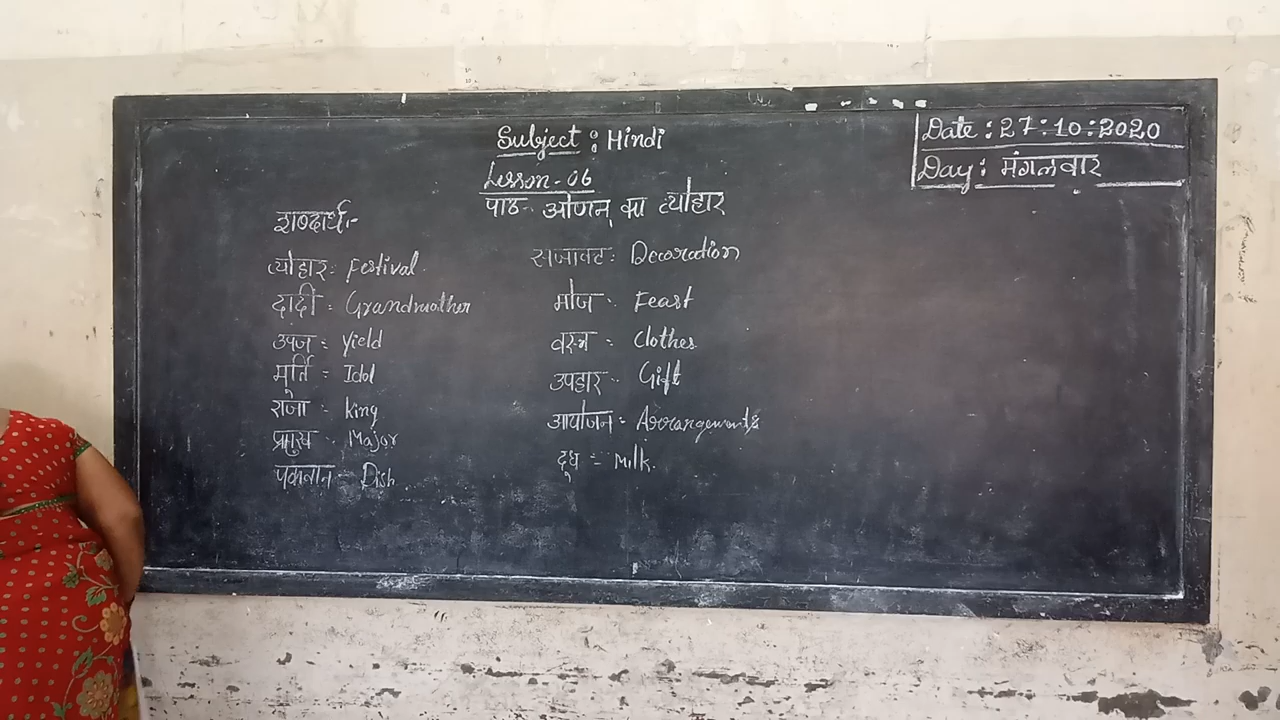 Subject : Hindi
Date : 27:10:2020
Day : मंगलवार
Lesson - 06
पाठ - ओणम् का त्योहार
शब्दार्थ :-
त्योहार : Festival
दादी : Grandmother
उपज : yield
मूर्ति : Idol
राजा : king
प्रमुख : Major
पकवान - Dish
सजावट : Decoration
भोज : Feast
वस्त्र : Clothes
उपहार : Gift
आयोजन : Arrangements
दूध : Milk.